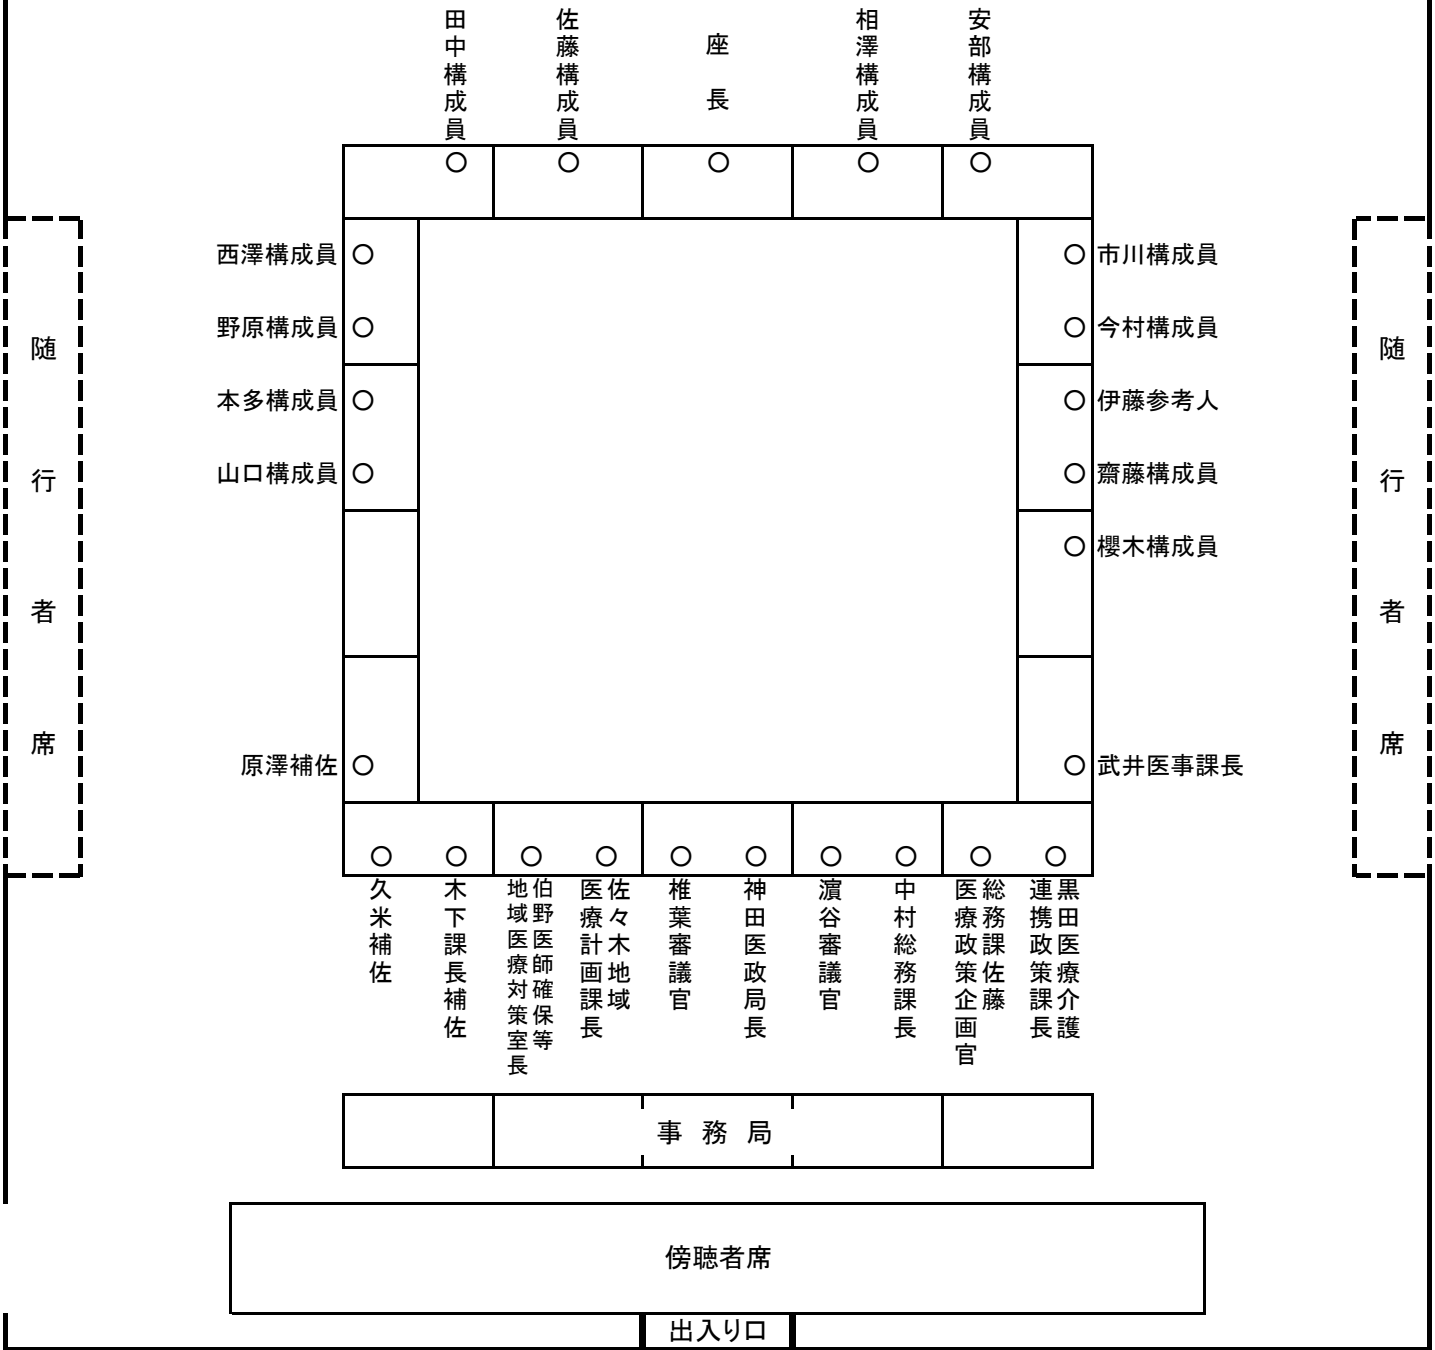 田中構成員
佐藤構成員
座長
相澤構成員
安部構成員
西澤構成員
野原構成員
本多構成員
山口構成員
原澤補佐
市川構成員
今村構成員
伊藤参考人
齋藤構成員
櫻木構成員
武井医事課長
随行者席
随行者席
久米補佐
木下課長補佐
伯野医師確保等
地域医療対策室長
佐々木地域
医療計画課長
椎葉審議官
神田医政局長
濵谷審議官
中村総務課長
総務課佐藤
医療政策企画官
黒田医療介護
連携政策課長
事務局
傍聴者席
出入り口